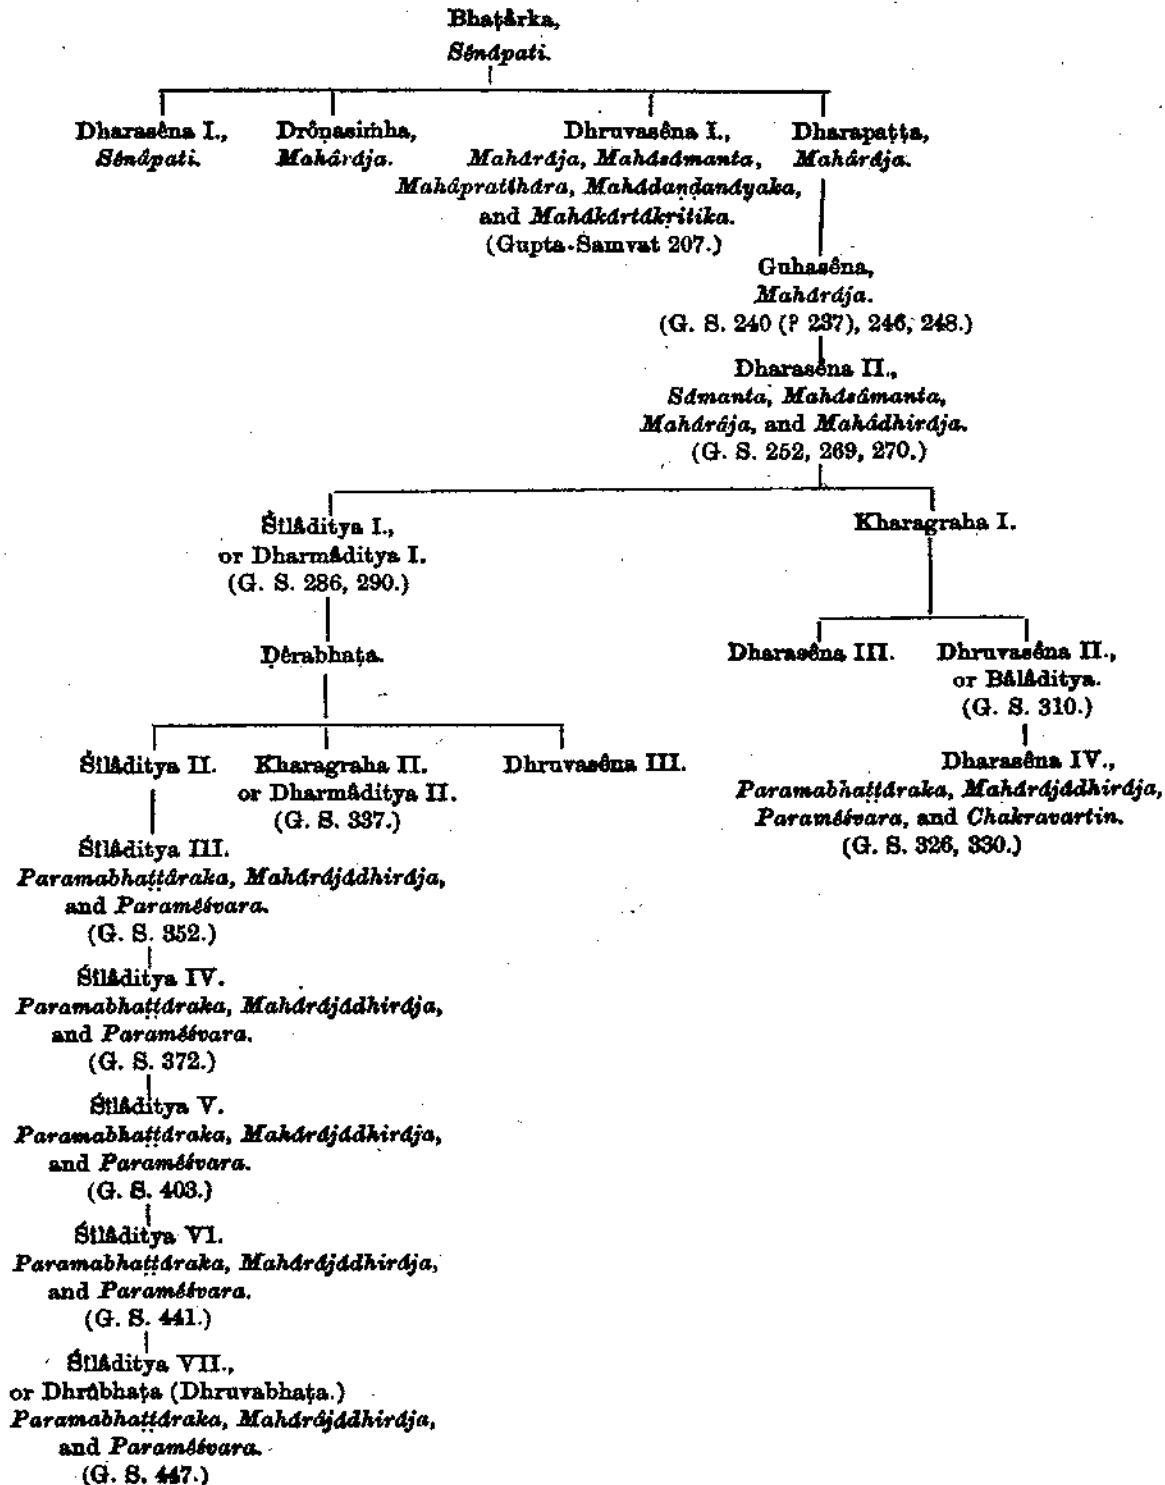 Bhaṭârka,
Sênâpati.
Dharasêna I.,
Sênâpati.
Drôṇasiṁha,
Mahârâja.
Dhruvasêna I.,
Mahârâja, Mahâsâmanta,
Mahâpratîhâra, Mahâdaṇḍanâyaka,
and Mahâkârtâkṛitika.
(Gupta-Samvat 207.)
Dharapaṭṭa,
Mahârâja.
Guhasêna,
Mahârâja.
(G. S. 240 (? 237), 246, 248.)
Dharasêna II.,
Sâmanta, Mahâsâmanta,
Mahârâja, and Mahâdhirâja.
(G. S. 252, 269, 270.)
Śîlâditya I.,
or Dharmâditya I.
(G. S. 286, 290.)
Kharagraha I.
Ḍêrabhaṭa.
Dharasêna III.
Dhruvasêna II.,
or Bâlâditya.
(G. S. 310.)
Śîlâditya II.
Kharagraha II.
or Dharmâditya II.
(G. S. 337.)
Dhruvasêna III.
Dharasêna IV.,
Paramabhaṭṭâraka, Mahârâjâdhirâja,
Paramêśvara, and Chakravartin.
(G. S. 326, 330.)
Śîlâditya III.
Paramabhaṭṭâraka, Mahârâjâdhirâja,
and Paramêśvara.
(G. S. 352.)
Śîlâditya IV.
Paramabhaṭṭâraka, Mahârâjâdhirâja,
and Paramêśvara.
(G. S. 372.)
Śîlâditya V.
Paramabhaṭṭâraka, Mahârâjâdhirâja,
and Paramêśvara.
(G. S. 403.)
Śîlâditya VI.
Paramabhaṭṭâraka, Mahârâjâdhirâja,
and Paramêśvara.
(G. S. 441.)
Śîlâditya VII.,
or Dhrûbhaṭa (Dhruvabhaṭa.)
Paramabhaṭṭâraka, Mahârâjâdhirâja,
and Paramêśvara.
(G. S. 447.)